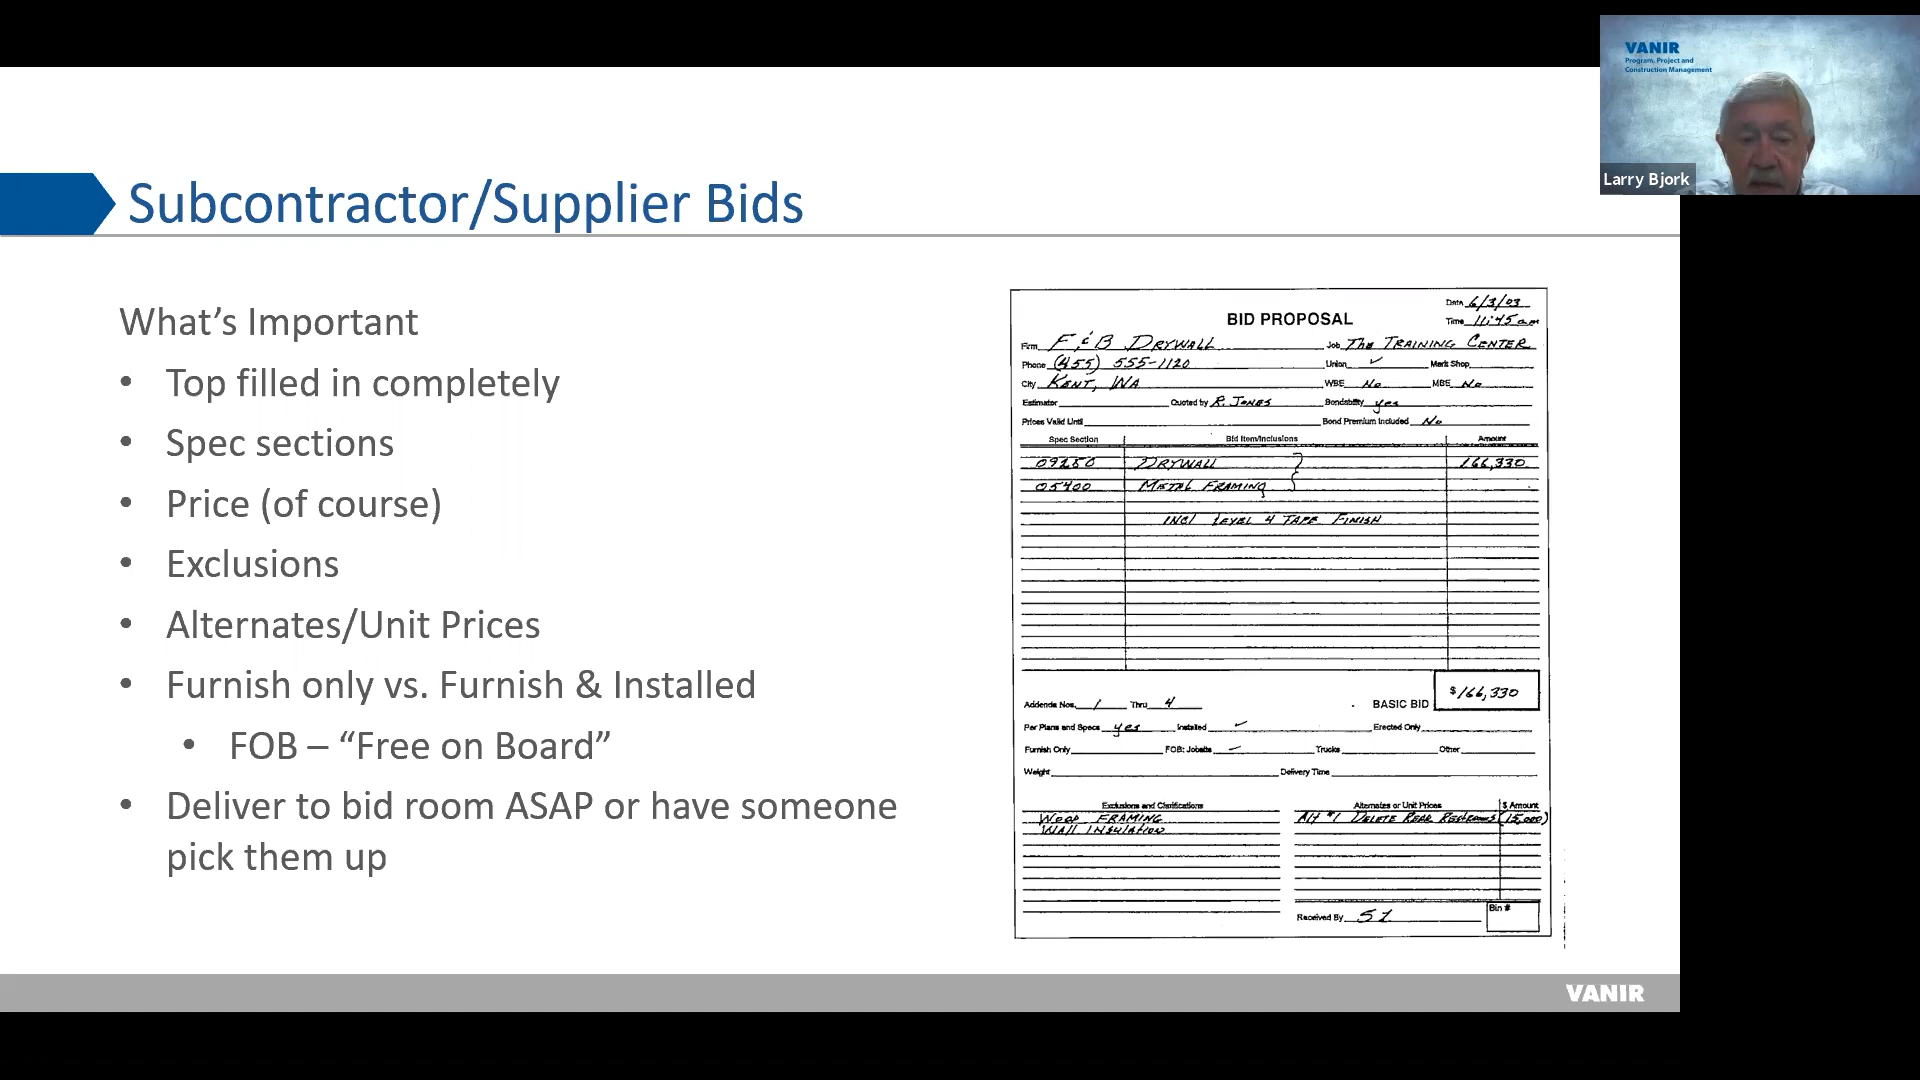 VANIR
Program, Project and
Construction Management
Larry Bjork
Subcontractor/Supplier Bids
What’s Important
• Top filled in completely
• Spec sections
• Price (of course)
• Exclusions
• Alternates/Unit Prices
• Furnish only vs. Furnish & Installed
• FOB – “Free on Board”
• Deliver to bid room ASAP or have someone
pick them up
Date 6/3/03
BID PROPOSAL
Time 11:45 am
Firm F & B DRYWALL Job The TRAINING CENTER
Phone (455) 555-1120 Union ✓ Merit Shop
City KENT, WA WBE No MBE No
Estimator Quoted by R. JONES Bondability yes
Prices Valid Until Bond Premium Included No
Spec Section Bid Item/Inclusions Amount
09250 DRYWALL 166,330
05400 METAL FRAMING
INCl LEVEL 4 TAPE FINISH
$166,330
Addenda Nos. 1 Thru 4 BASIC BID
Per Plans and Specs yes Installed ✓ Erected Only
Furnish Only FOB: Jobsite ✓ Trucks Other
Weight Delivery Time
Exclusions and Clarifications Alternates or Unit Prices $ Amount
WOOD FRAMING Alt #1 DELETE REAR RESTROOMS (15,000)
WAll INSULATION
Bin #
Received By
VANIR